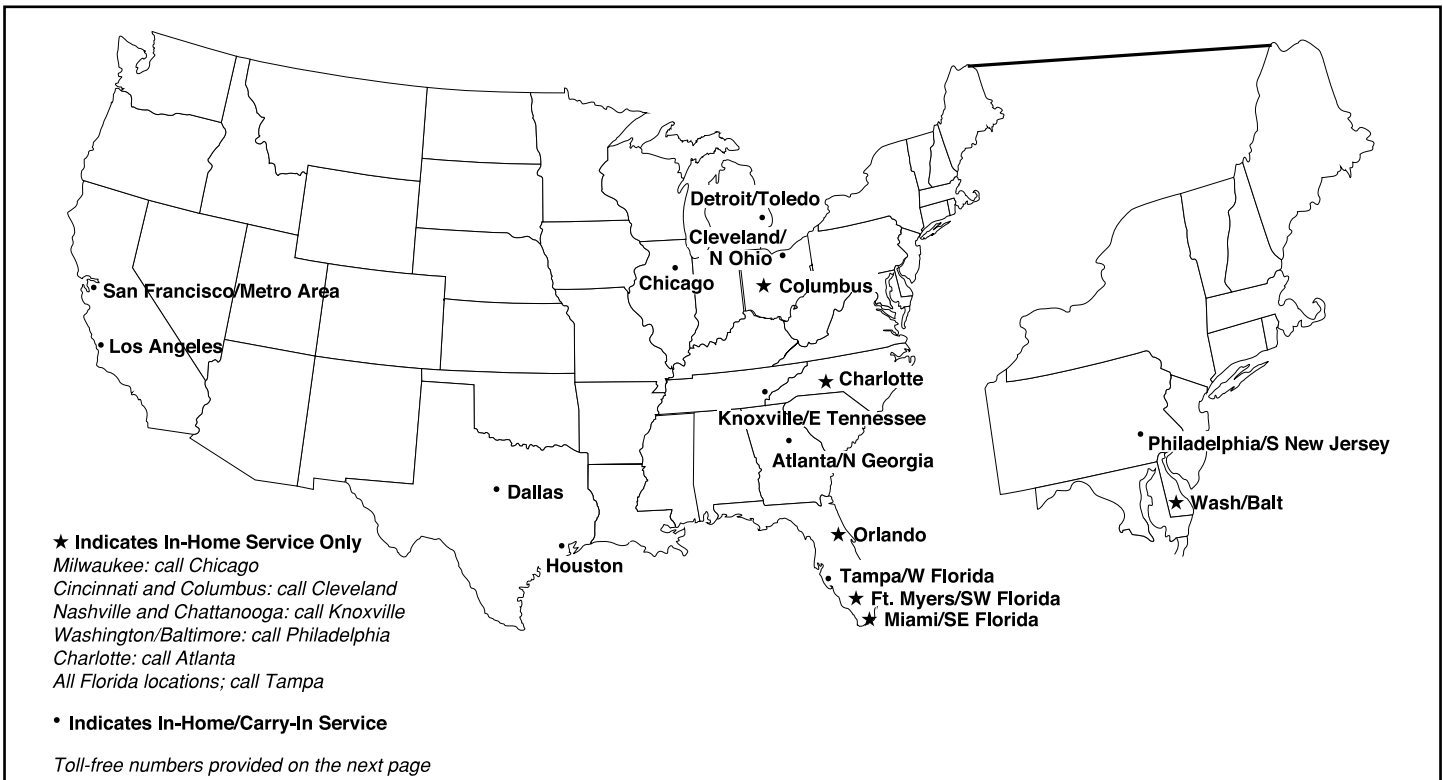 Detroit/Toledo
Cleveland/
N Ohio
Chicago
★ Columbus
San Francisco/Metro Area
Los Angeles
★ Charlotte
Knoxville/E Tennessee
Atlanta/N Georgia
Philadelphia/S New Jersey
Dallas
★ Wash/Balt
★ Orlando
Houston
Tampa/W Florida
★ Ft. Myers/SW Florida
★ Miami/SE Florida
★ Indicates In-Home Service Only
Milwaukee: call Chicago
Cincinnati and Columbus: call Cleveland
Nashville and Chattanooga: call Knoxville
Washington/Baltimore: call Philadelphia
Charlotte: call Atlanta
All Florida locations; call Tampa
• Indicates In-Home/Carry-In Service
Toll-free numbers provided on the next page